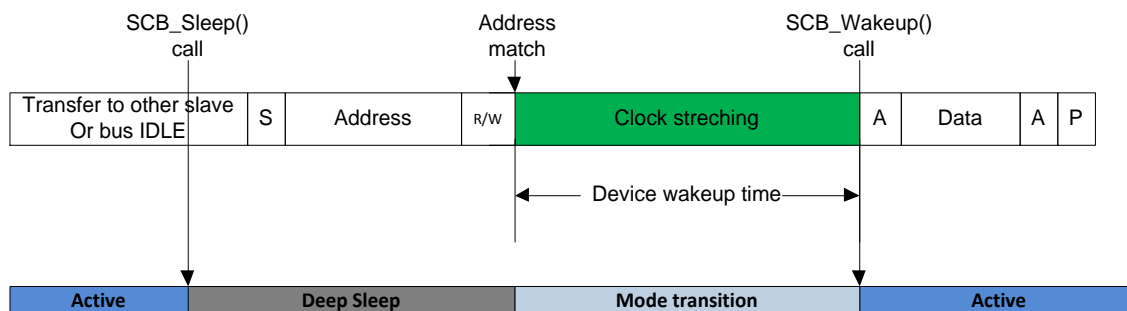 SCB_Sleep()
call
Address
match
SCB_Wakeup()
call
Transfer to other slave
Or bus IDLE
S
Address
R/W
Clock streching
A
Data
A
P
Device wakeup time
Active
Deep Sleep
Mode transition
Active